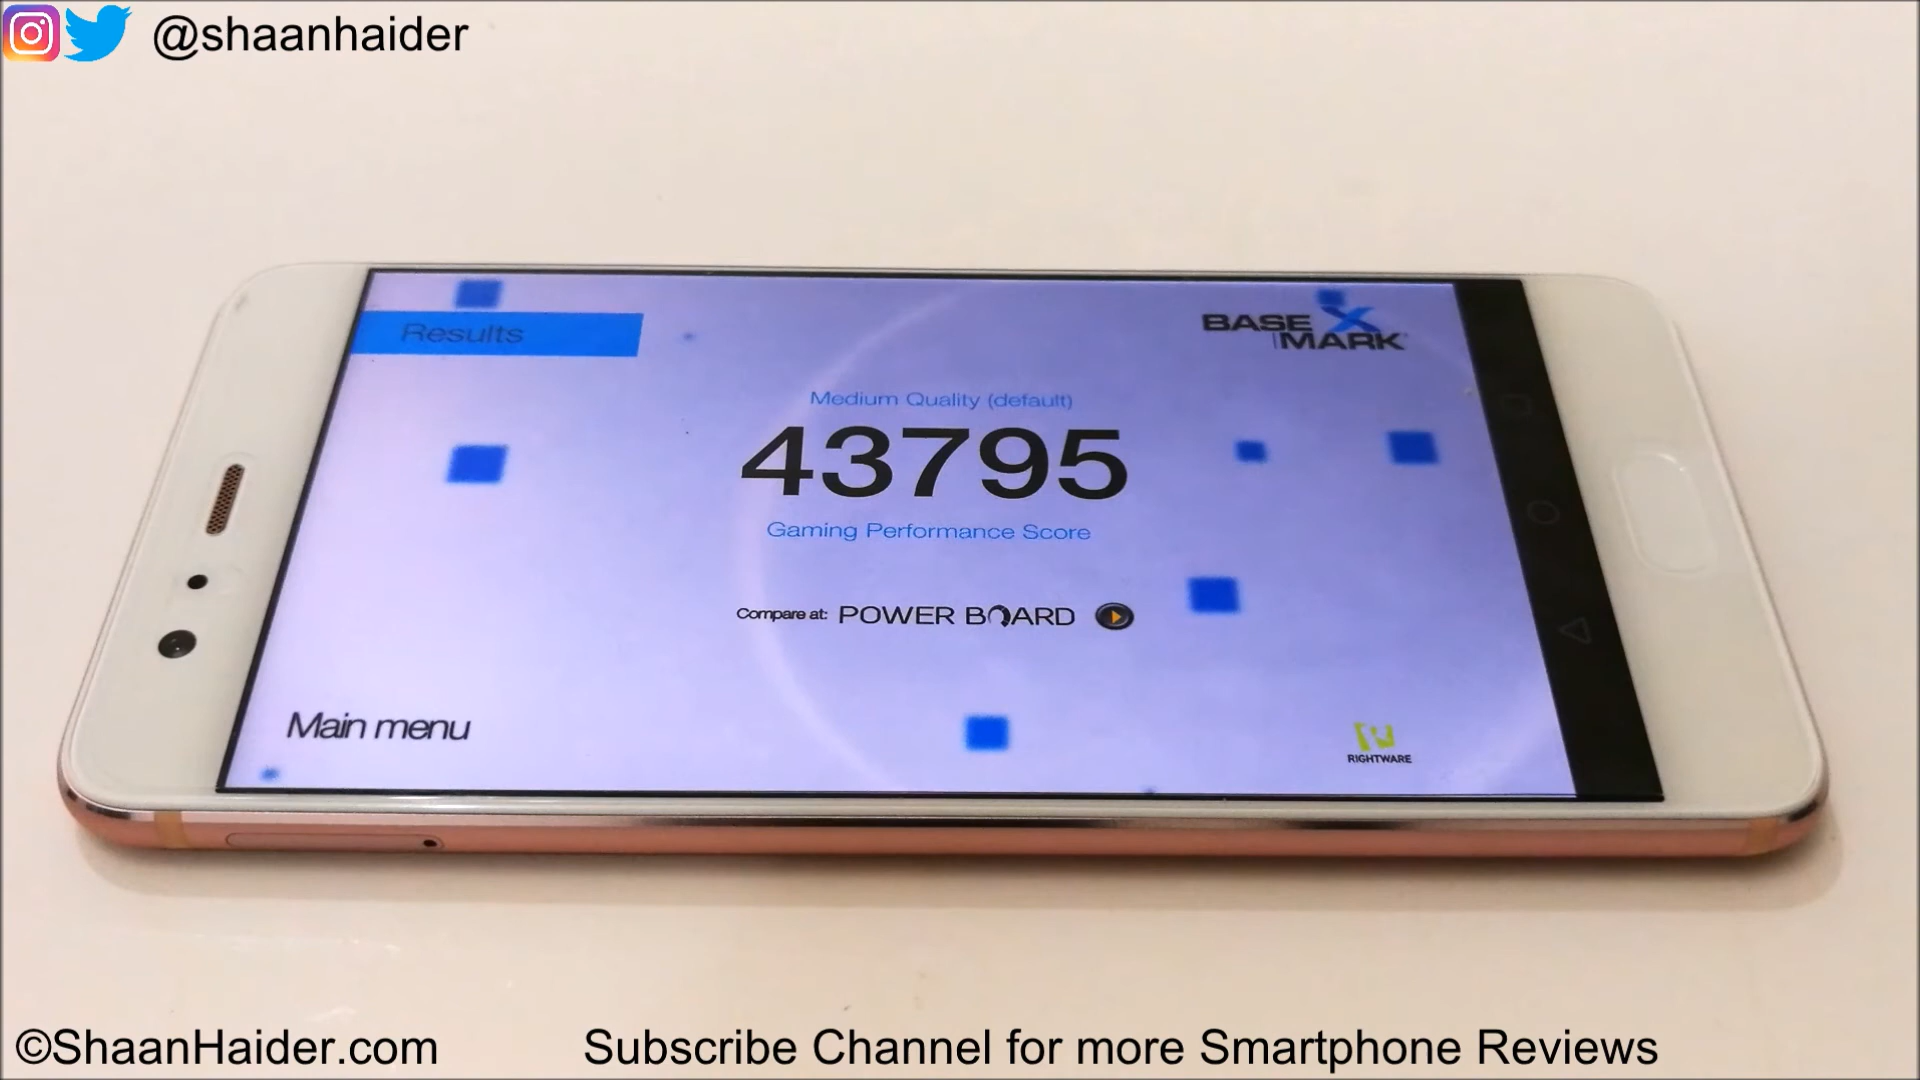 @shaanhaider
Results
BASE X MARK
Medium Quality (default)
43795
Gaming Performance Score
Compare at: POWER BOARD
Main menu
RIGHTWARE
©ShaanHaider.com
Subscribe Channel for more Smartphone Reviews